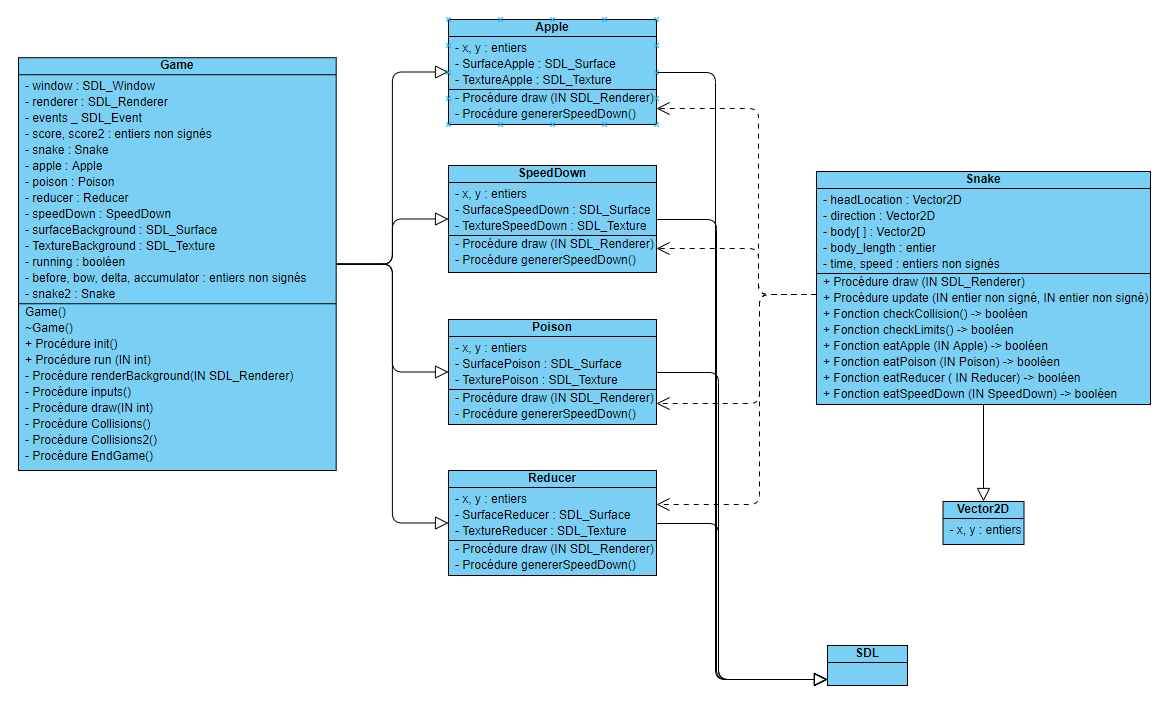 Game
- window : SDL_Window
- renderer : SDL_Renderer
- events _ SDL_Event
- score, score2 : entiers non signés
- snake : Snake
- apple : Apple
- poison : Poison
- reducer : Reducer
- speedDown : SpeedDown
- surfaceBackground : SDL_Surface
- TextureBackground : SDL_Texture
- running : booléen
- before, bow, delta, accumulator : entiers non signés
- snake2 : Snake
Game()
~Game()
+ Procédure init()
+ Procédure run (IN int)
- Procédure renderBackground(IN SDL_Renderer)
- Procédure inputs()
- Procédure draw(IN int)
- Procédure Collisions()
- Procédure Collisions2()
- Procédure EndGame()
Apple
- x, y : entiers
- SurfaceApple : SDL_Surface
- TextureApple : SDL_Texture
- Procédure draw (IN SDL_Renderer)
- Procédure genererSpeedDown()
SpeedDown
- x, y : entiers
- SurfaceSpeedDown : SDL_Surface
- TextureSpeedDown : SDL_Texture
- Procédure draw (IN SDL_Renderer)
- Procédure genererSpeedDown()
Poison
- x, y : entiers
- SurfacePoison : SDL_Surface
- TexturePoison : SDL_Texture
- Procédure draw (IN SDL_Renderer)
- Procédure genererSpeedDown()
Reducer
- x, y : entiers
- SurfaceReducer : SDL_Surface
- TextureReducer : SDL_Texture
- Procédure draw (IN SDL_Renderer)
- Procédure genererSpeedDown()
Snake
- headLocation : Vector2D
- direction : Vector2D
- body[ ] : Vector2D
- body_length : entier
- time, speed : entiers non signés
+ Procédure draw (IN SDL_Renderer)
+ Procédure update (IN entier non signé, IN entier non signé)
+ Fonction checkCollision() -> booléen
+ Fonction checkLimits() -> booléen
+ Fonction eatApple (IN Apple) -> booléen
+ Fonction eatPoison (IN Poison) -> booléen
+ Fonction eatReducer ( IN Reducer) -> booléen
+ Fonction eatSpeedDown (IN SpeedDown) -> booléen
Vector2D
- x, y : entiers
SDL